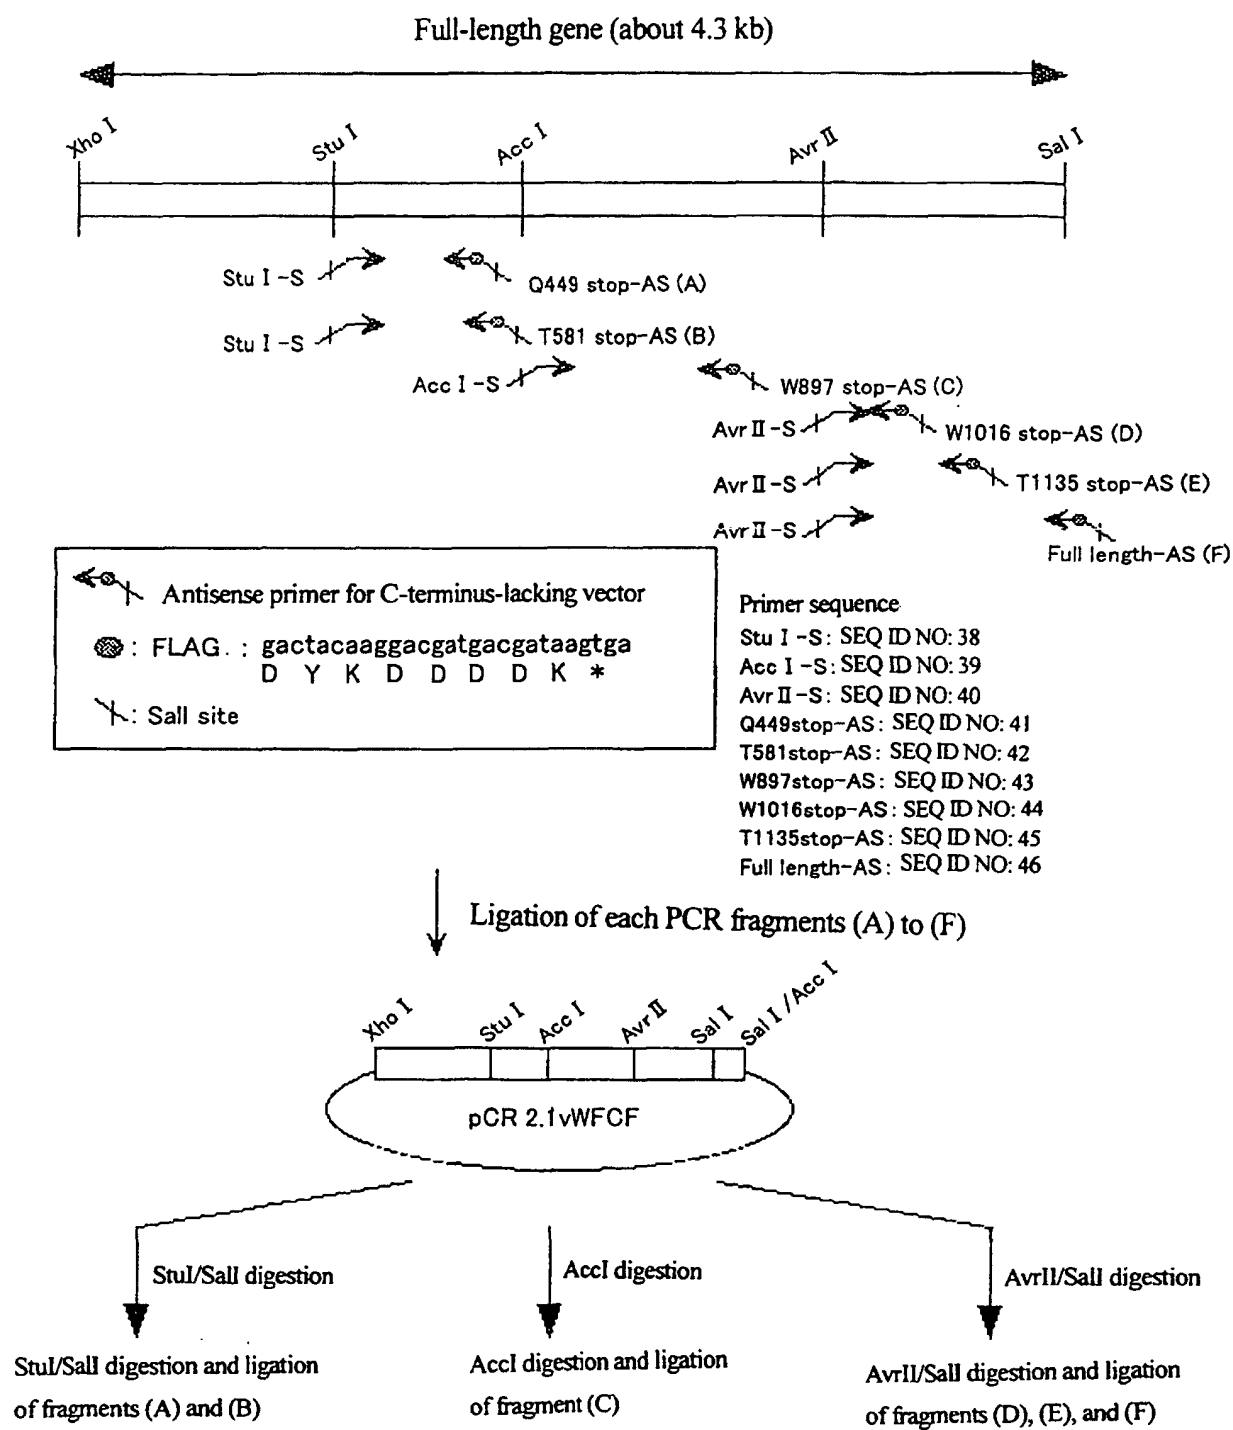 Full-length gene (about 4.3 kb)
Xho I
Stu I
Acc I
Avr II
Sal I
Stu I-S
Q449 stop-AS (A)
Stu I-S
T581 stop-AS (B)
Acc I-S
W897 stop-AS (C)
Avr II-S
W1016 stop-AS (D)
Avr II-S
T1135 stop-AS (E)
Avr II-S
Full length-AS (F)
Antisense primer for C-terminus-lacking vector
: FLAG. : gactacaaggacgatgacgataagtga
D Y K D D D D K *
: SalI site
Primer sequence
Stu I-S: SEQ ID NO: 38
Acc I-S: SEQ ID NO: 39
Avr II-S: SEQ ID NO: 40
Q449stop-AS: SEQ ID NO: 41
T581stop-AS: SEQ ID NO: 42
W897stop-AS: SEQ ID NO: 43
W1016stop-AS: SEQ ID NO: 44
T1135stop-AS: SEQ ID NO: 45
Full length-AS: SEQ ID NO: 46
Ligation of each PCR fragments (A) to (F)
Xho I
Stu I
Acc I
Avr II
Sal I
Sal I / Acc I
pCR 2.1vWFCF
StuI/SalI digestion
AccI digestion
AvrII/SalI digestion
StuI/SalI digestion and ligation
of fragments (A) and (B)
AccI digestion and ligation
of fragment (C)
AvrII/SalI digestion and ligation
of fragments (D), (E), and (F)